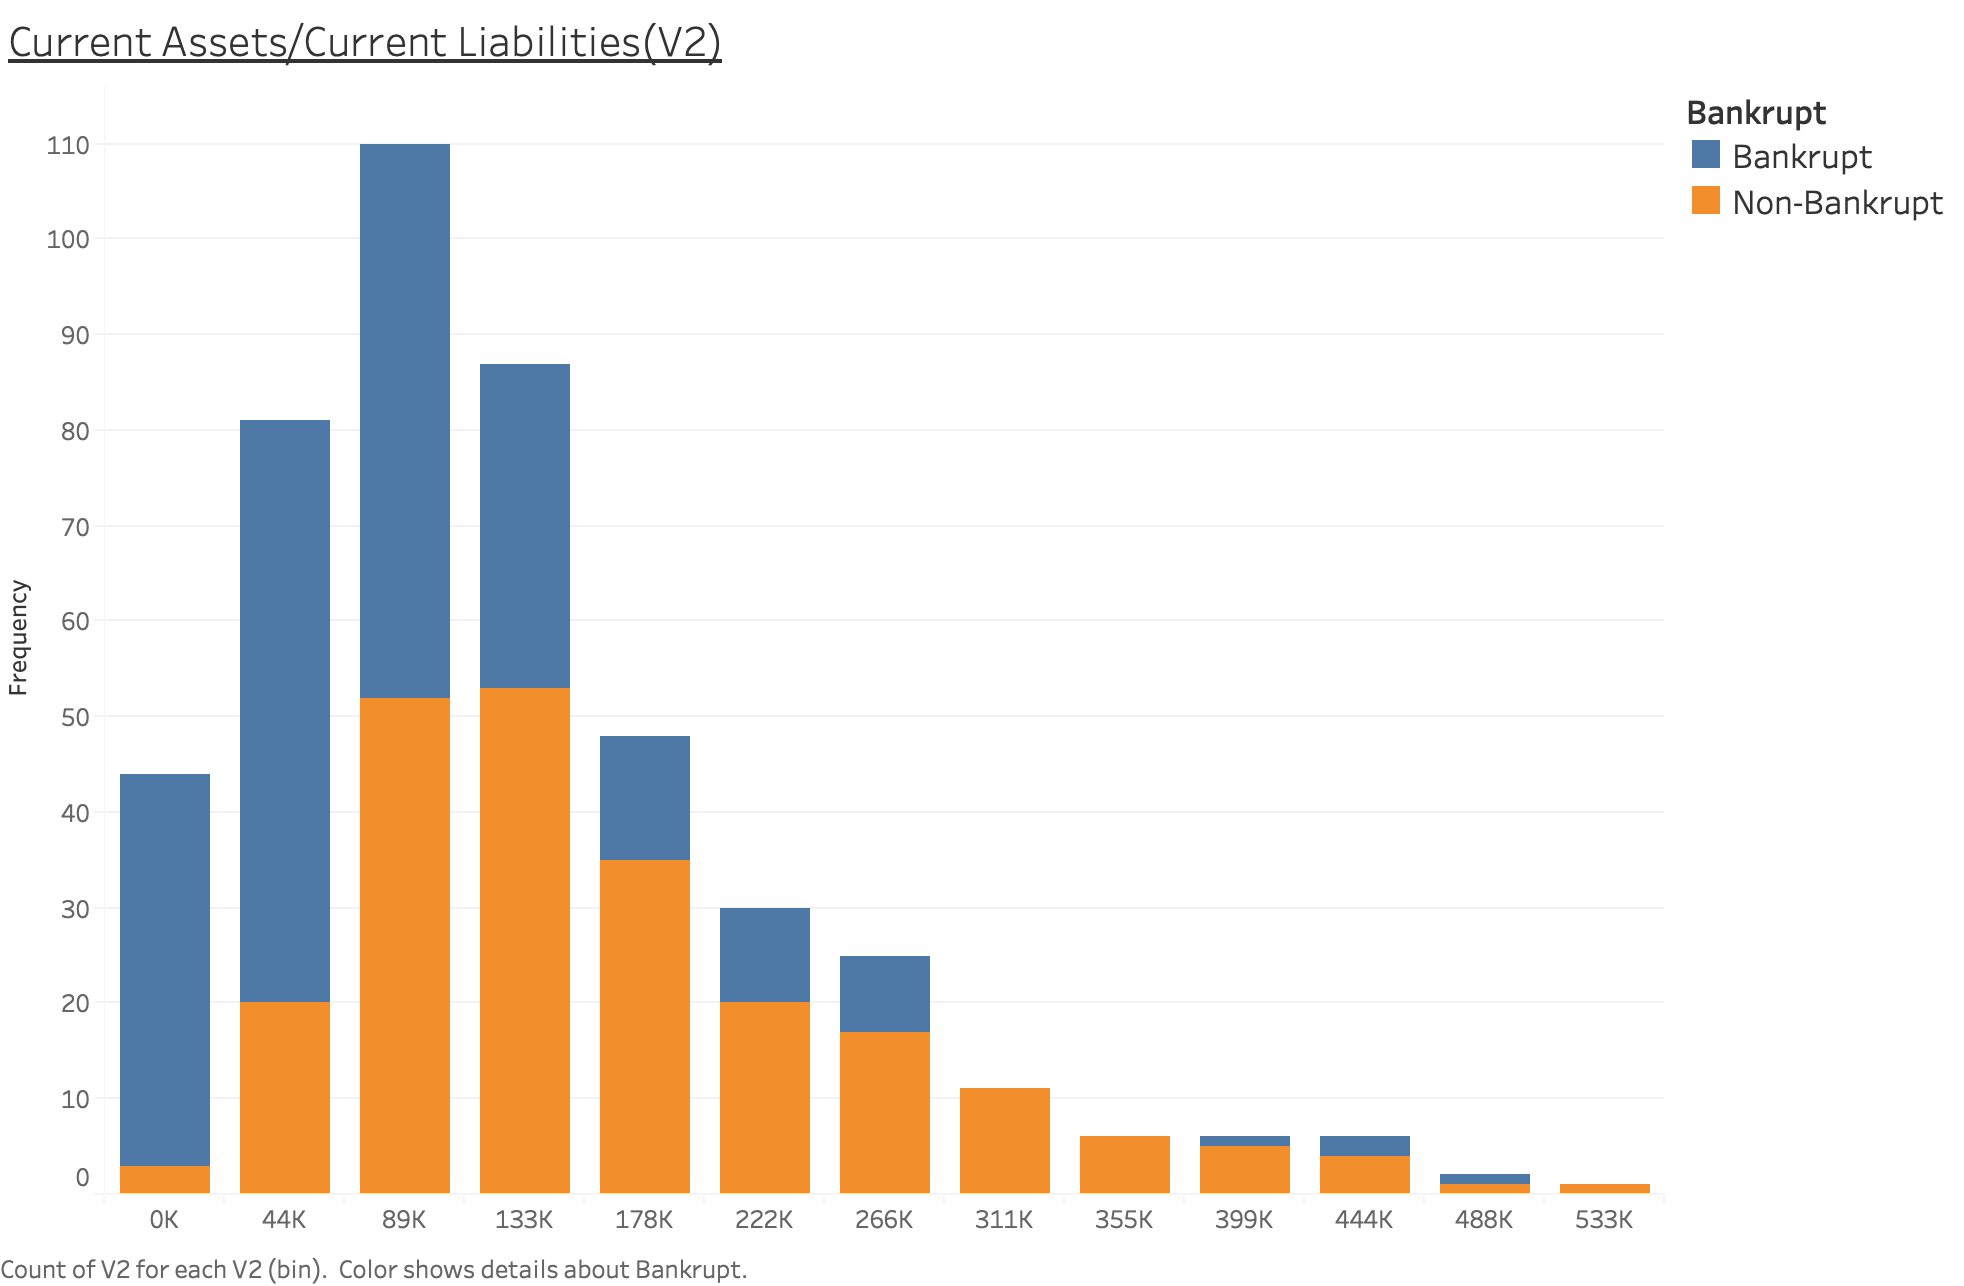 Current Assets/Current Liabilities(V2)
Bankrupt
Bankrupt
Non-Bankrupt
Frequency
110
100
90
80
70
60
50
40
30
20
10
0
0K 44K 89K 133K 178K 222K 266K 311K 355K 399K 444K 488K 533K
Count of V2 for each V2 (bin). Color shows details about Bankrupt.